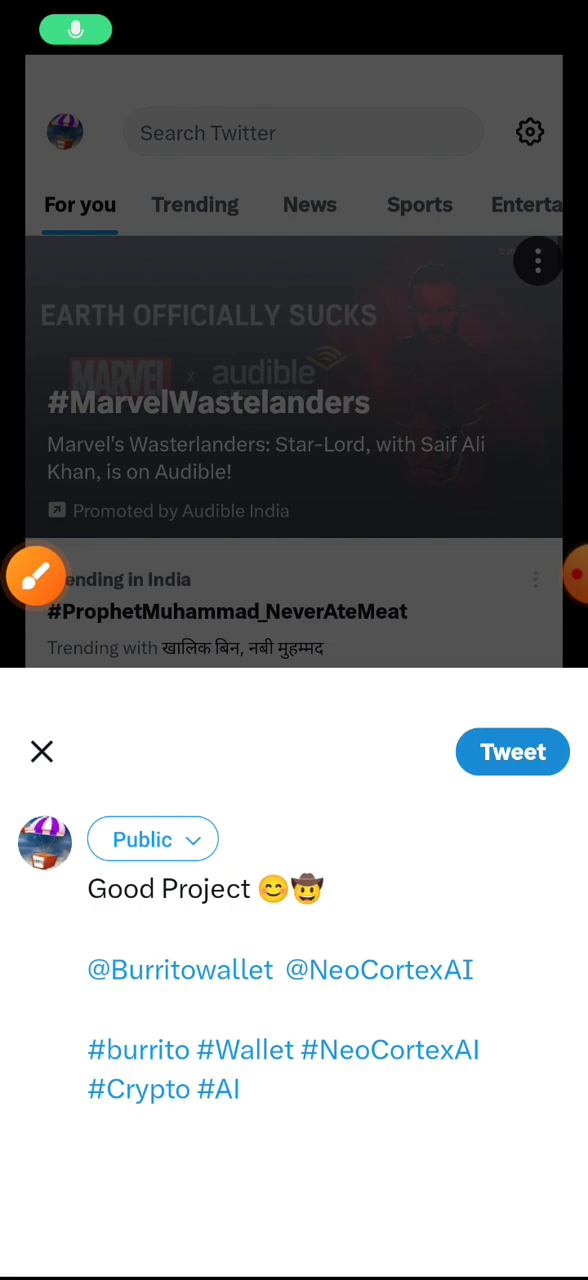 Search Twitter
For you Trending News Sports Enterta
EARTH OFFICIALLY SUCKS
MARVEL x audible
#MarvelWastelanders
Marvel's Wasterlanders: Star-Lord, with Saif Ali
Khan, is on Audible!
Promoted by Audible India
ending in India
#ProphetMuhammad_NeverAteMeat
Trending with खालिक बिन, नबी मुहम्मद
Tweet
Public
Good Project 😊🤠
@Burritowallet @NeoCortexAI
#burrito #Wallet #NeoCortexAI
#Crypto #AI